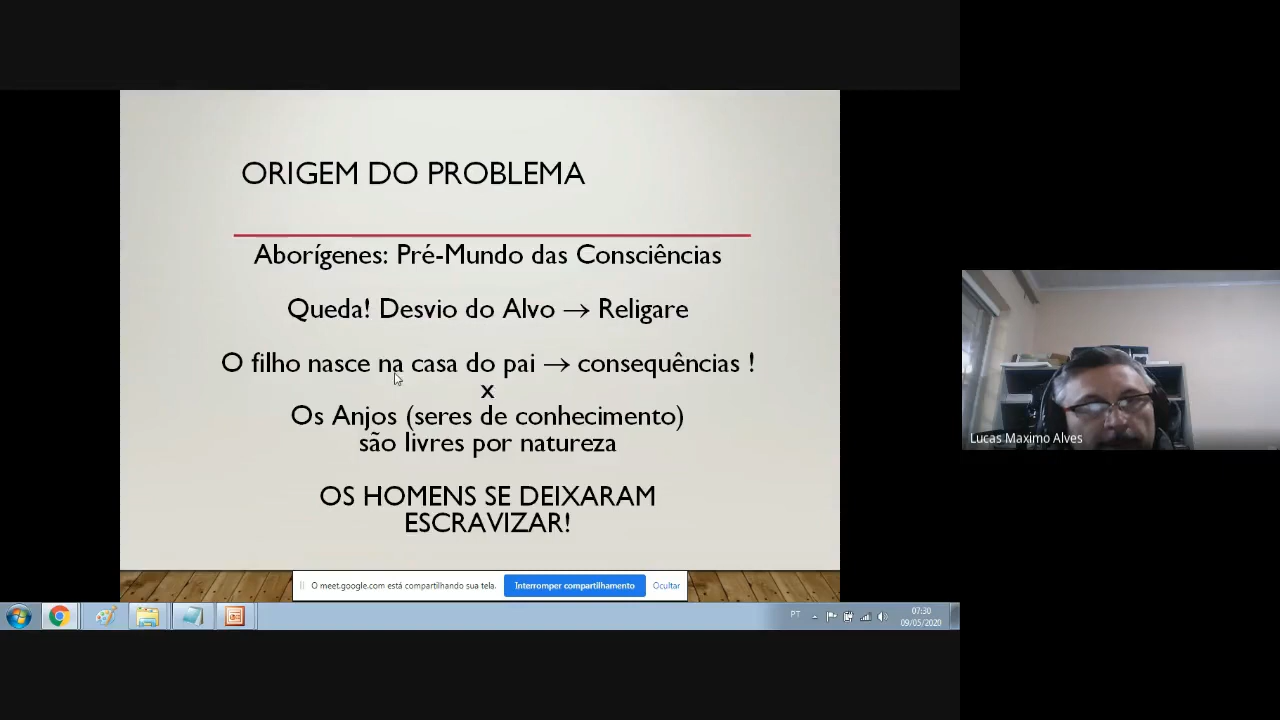 ORIGEM DO PROBLEMA
Aborígenes: Pré-Mundo das Consciências
Queda! Desvio do Alvo → Religare
O filho nasce na casa do pai → consequências !
x
Os Anjos (seres de conhecimento)
são livres por natureza
OS HOMENS SE DEIXARAM
ESCRAVIZAR!
O meet.google.com está compartilhando sua tela.
Interromper compartilhamento
Ocultar
PT
07:30
09/05/2020
Lucas Maximo Alves